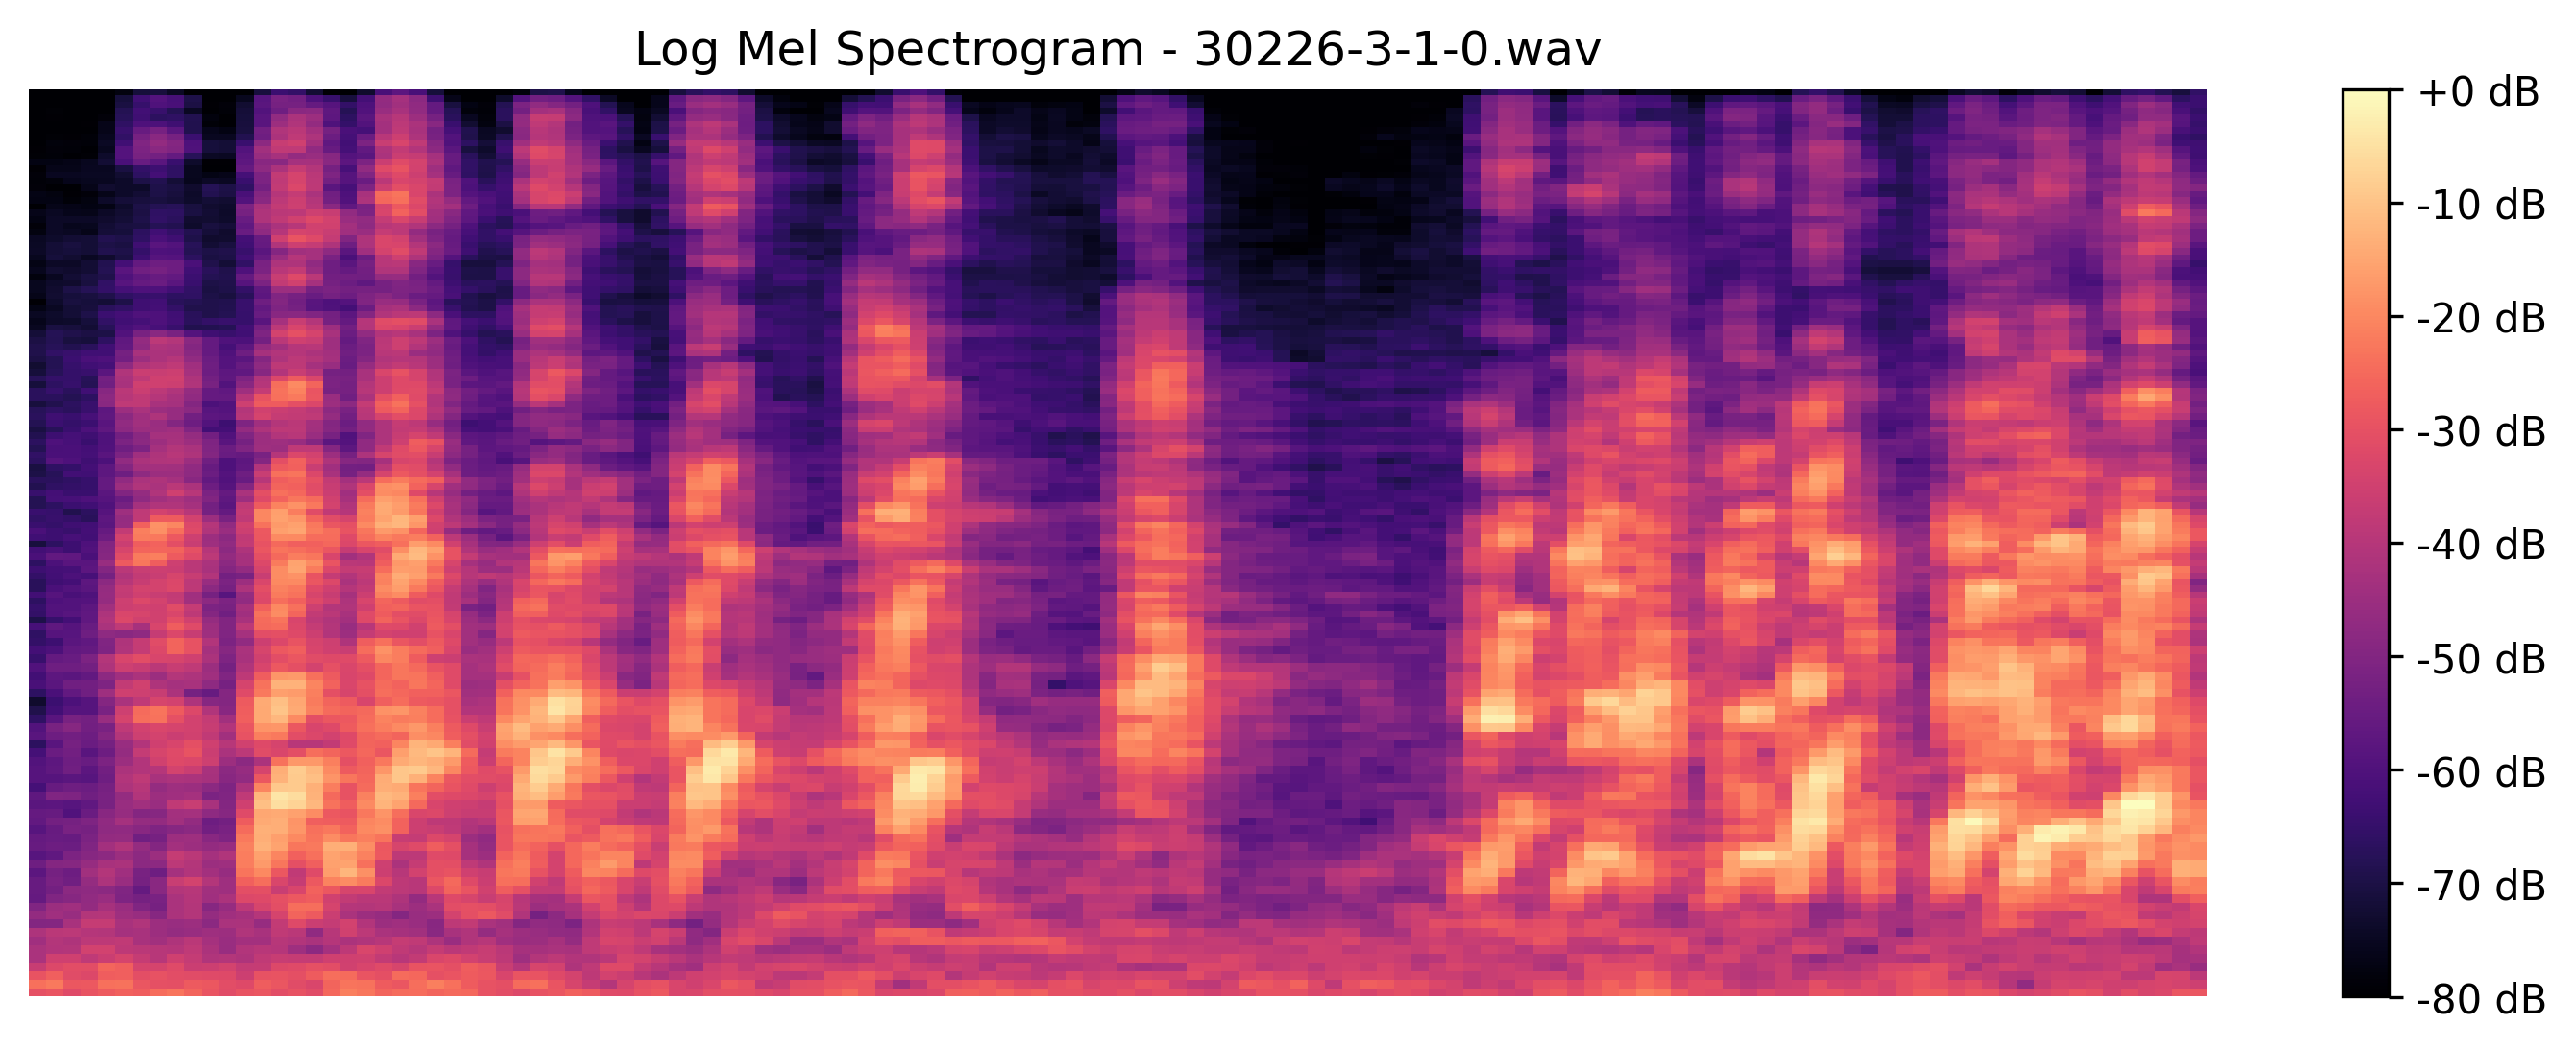 Log Mel Spectrogram - 30226-3-1-0.wav
+0 dB
-10 dB
-20 dB
-30 dB
-40 dB
-50 dB
-60 dB
-70 dB
-80 dB